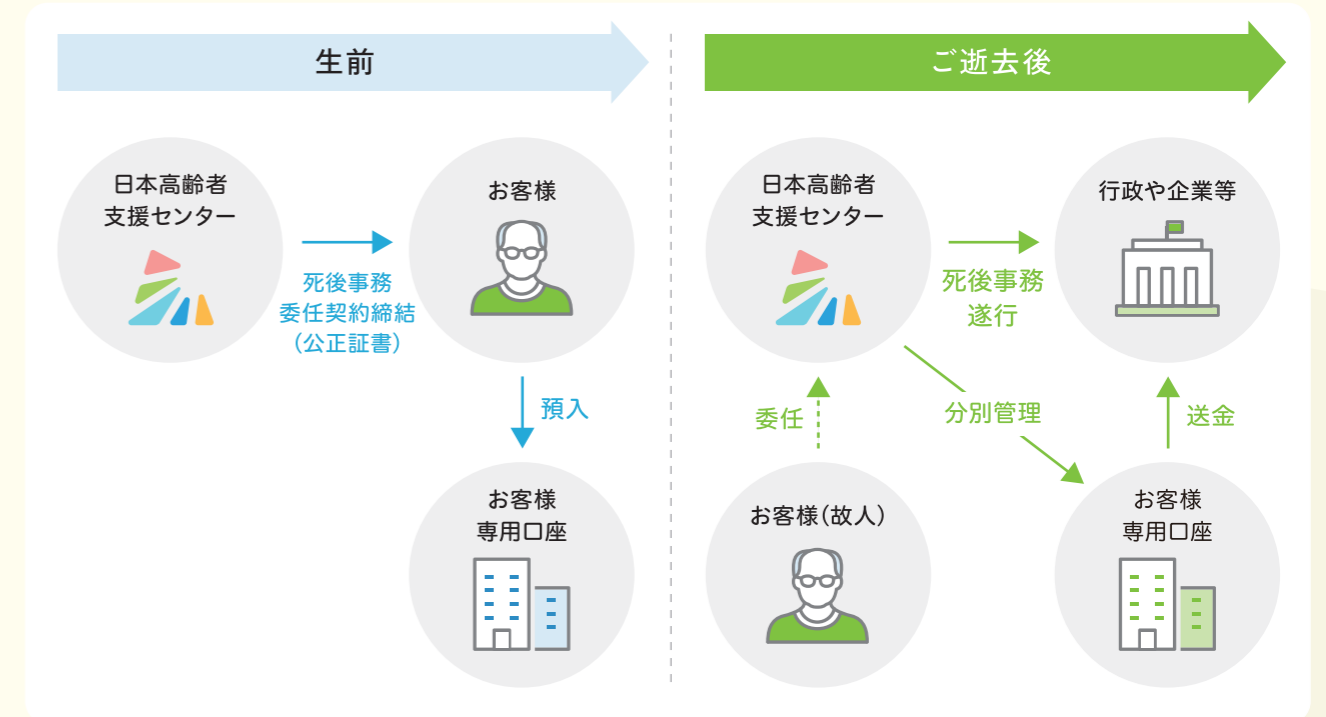 生前
日本高齢者
支援センター
死後事務
委任契約締結
(公正証書)
お客様
預入
お客様
専用口座
ご逝去後
日本高齢者
支援センター
死後事務
遂行
行政や企業等
委任
分別管理
送金
お客様(故人)
お客様
専用口座